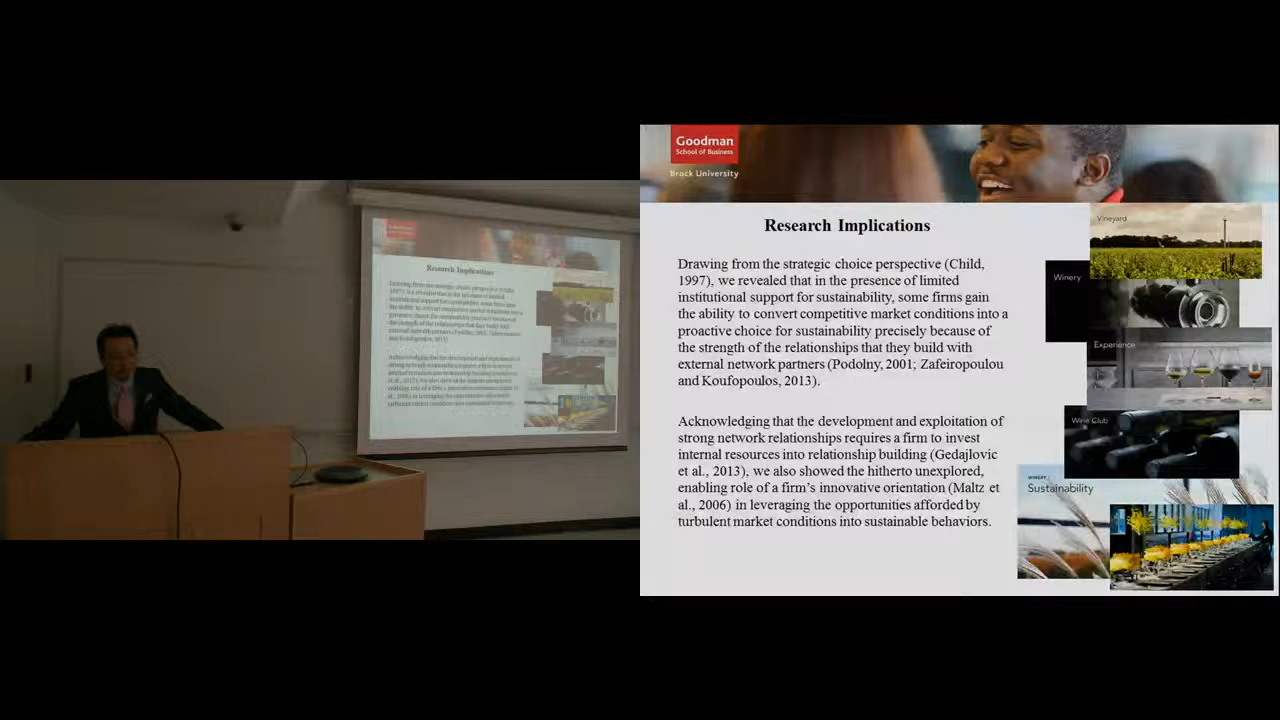 Goodman
School of Business
Brock University
Research Implications
Drawing from the strategic choice perspective (Child,
1997), we revealed that in the presence of limited
institutional support for sustainability, some firms gain
the ability to convert competitive market conditions into a
proactive choice for sustainability precisely because of
the strength of the relationships that they build with
external network partners (Podolny, 2001; Zafeiropoulou
and Koufopoulos, 2013).
Acknowledging that the development and exploitation of
strong network relationships requires a firm to invest
internal resources into relationship building (Gedajlovic
et al., 2013), we also showed the hitherto unexplored,
enabling role of a firm's innovative orientation (Maltz et
al., 2006) in leveraging the opportunities afforded by
turbulent market conditions into sustainable behaviors.
Vineyard
Winery
Experience
Wine Club
WINERY /
Sustainability
Research Implications